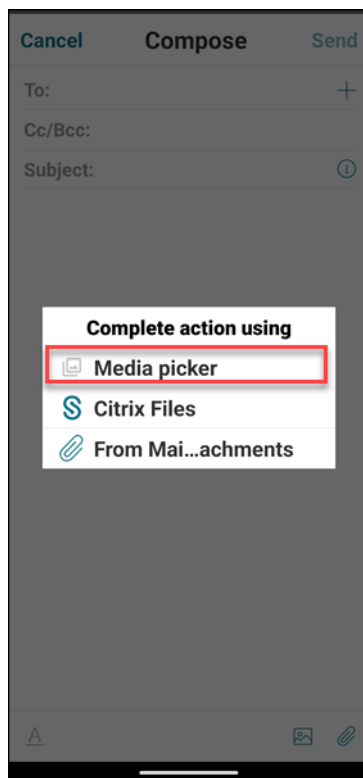 Cancel Compose Send
To:
Cc/Bcc:
Subject:
Complete action using
Media picker
Citrix Files
From Mai...achments
A